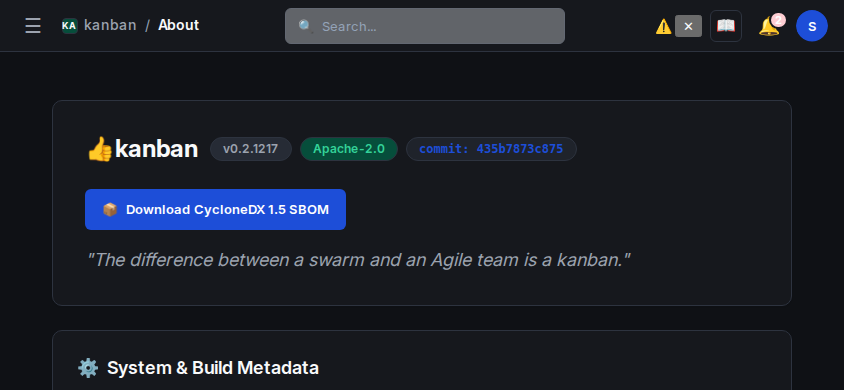 ☰ KA kanban / About 🔍 Search... ⚠️ ✕ 📖 🔔 2 S
👍kanban v0.2.1217 Apache-2.0 commit: 435b7873c875
📦 Download CycloneDX 1.5 SBOM
"The difference between a swarm and an Agile team is a kanban."
⚙️ System & Build Metadata